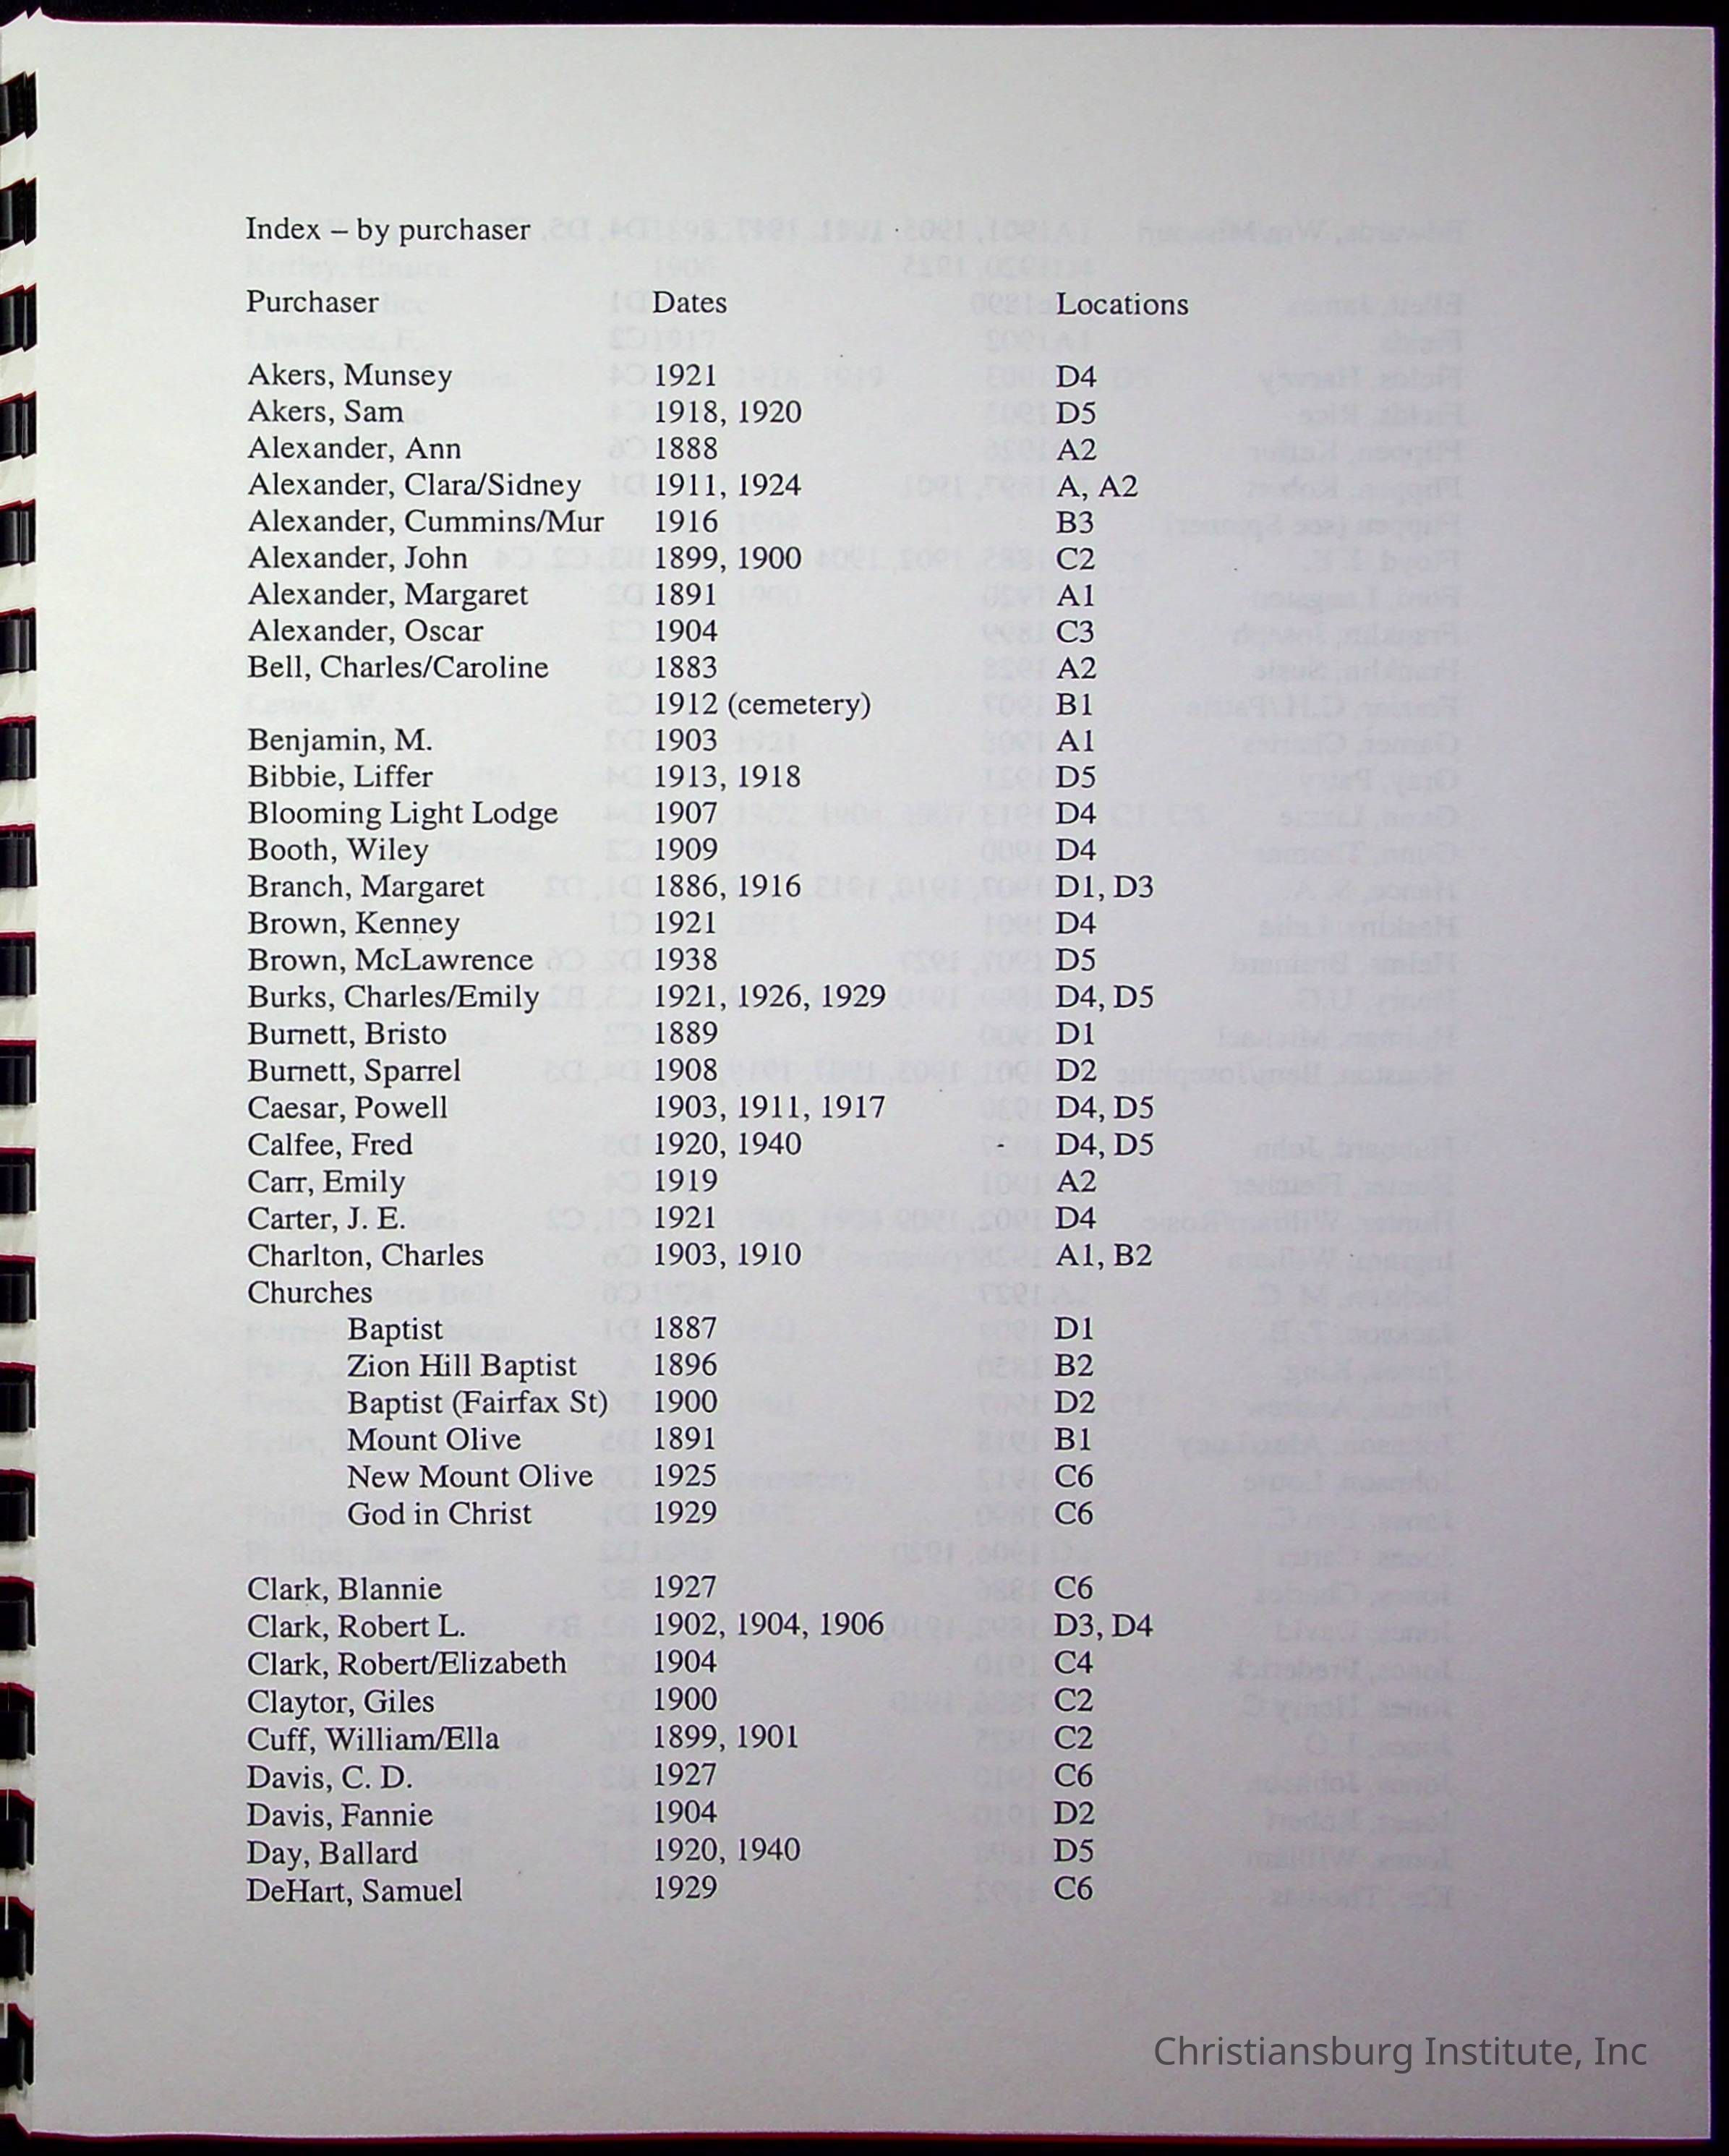 Index – by purchaser
Purchaser Dates Locations
Akers, Munsey 1921 D4
Akers, Sam 1918, 1920 D5
Alexander, Ann 1888 A2
Alexander, Clara/Sidney 1911, 1924 A, A2
Alexander, Cummins/Mur 1916 B3
Alexander, John 1899, 1900 C2
Alexander, Margaret 1891 A1
Alexander, Oscar 1904 C3
Bell, Charles/Caroline 1883 A2
1912 (cemetery) B1
Benjamin, M. 1903 A1
Bibbie, Liffer 1913, 1918 D5
Blooming Light Lodge 1907 D4
Booth, Wiley 1909 D4
Branch, Margaret 1886, 1916 D1, D3
Brown, Kenney 1921 D4
Brown, McLawrence 1938 D5
Burks, Charles/Emily 1921, 1926, 1929 D4, D5
Burnett, Bristo 1889 D1
Burnett, Sparrel 1908 D2
Caesar, Powell 1903, 1911, 1917 D4, D5
Calfee, Fred 1920, 1940 D4, D5
Carr, Emily 1919 A2
Carter, J. E. 1921 D4
Charlton, Charles 1903, 1910 A1, B2
Churches
Baptist 1887 D1
Zion Hill Baptist 1896 B2
Baptist (Fairfax St) 1900 D2
Mount Olive 1891 B1
New Mount Olive 1925 C6
God in Christ 1929 C6
Clark, Blannie 1927 C6
Clark, Robert L. 1902, 1904, 1906 D3, D4
Clark, Robert/Elizabeth 1904 C4
Claytor, Giles 1900 C2
Cuff, William/Ella 1899, 1901 C2
Davis, C. D. 1927 C6
Davis, Fannie 1904 D2
Day, Ballard 1920, 1940 D5
DeHart, Samuel 1929 C6
Christiansburg Institute, Inc